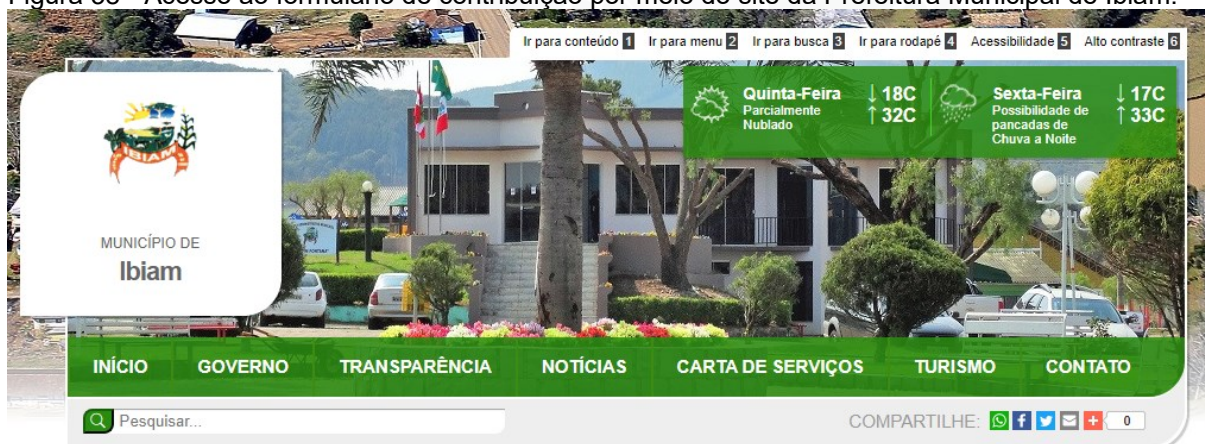 Ir para conteúdo 1 Ir para menu 2 Ir para busca 3 Ir para rodapé 4 Acessibilidade 5 Alto contraste 6
Quinta-Feira
Parcialmente
Nublado
↓ 18C
↑ 32C
Sexta-Feira
Possibilidade de
pancadas de
Chuva a Noite
↓ 17C
↑ 33C
IBIAM
MUNICÍPIO DE
Ibiam
INÍCIO GOVERNO TRANSPARÊNCIA NOTÍCIAS CARTA DE SERVIÇOS TURISMO CONTATO
Pesquisar...
COMPARTILHE: 0